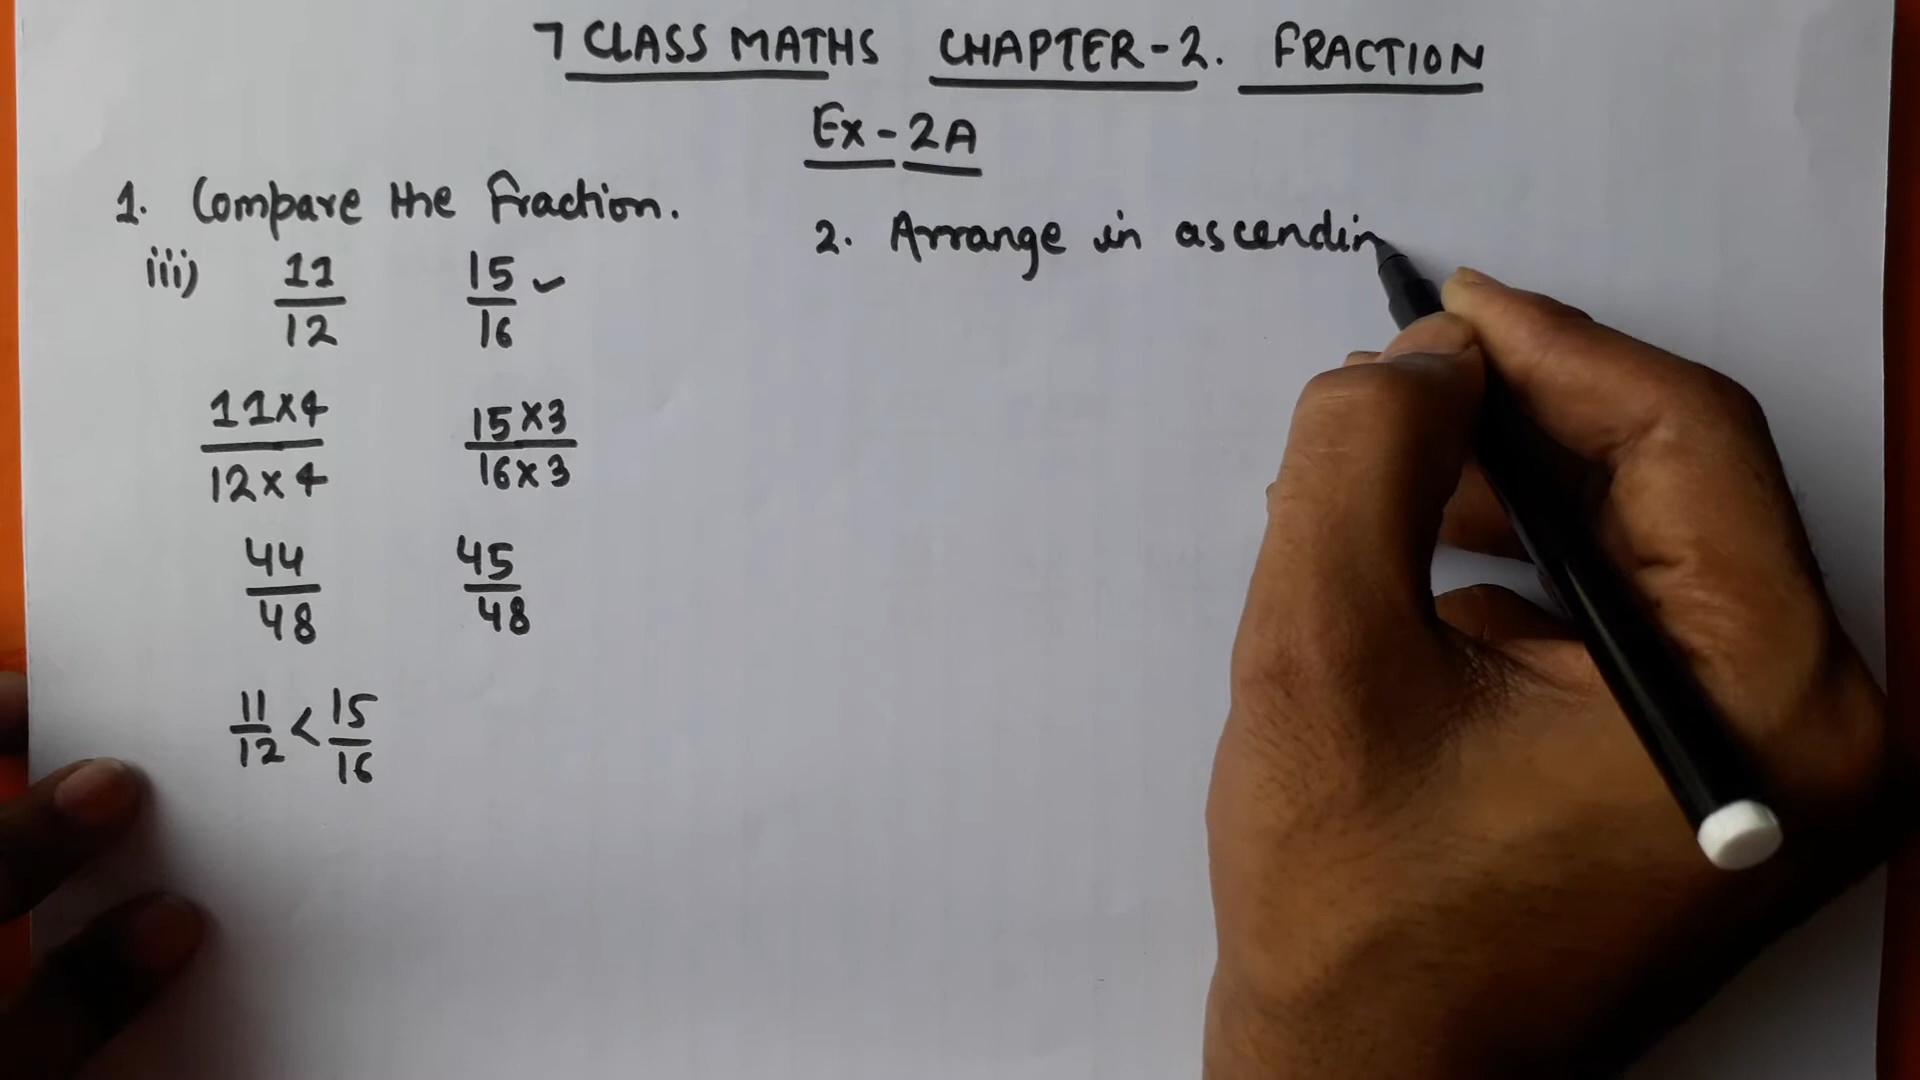 7 CLASS MATHS CHAPTER-2. FRACTION
Ex-2A
1. Compare the fraction.
iii) 11/12 15/16 ✓
11×4/12×4 15×3/16×3
44/48 45/48
11/12 < 15/16
2. Arrange in ascendin